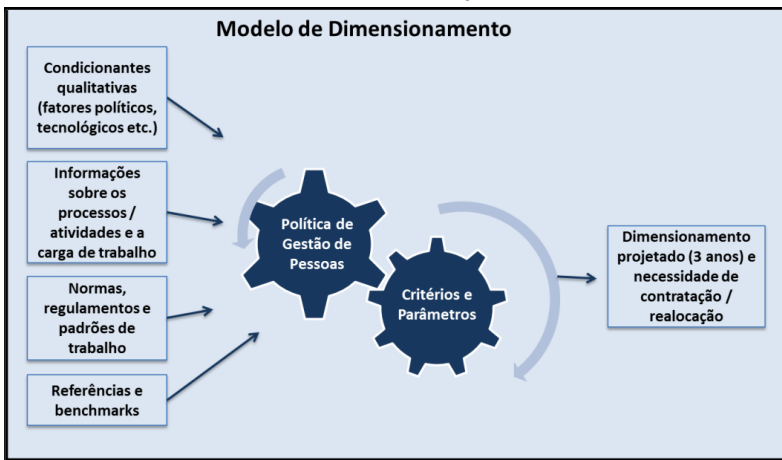 Modelo de Dimensionamento
Condicionantes
qualitativas
(fatores políticos,
tecnológicos etc.)
Informações
sobre os
processos /
atividades e a
carga de trabalho
Normas,
regulamentos e
padrões de
trabalho
Referências e
benchmarks
Política de
Gestão de
Pessoas
Critérios e
Parâmetros
Dimensionamento
projetado (3 anos) e
necessidade de
contratação /
realocação